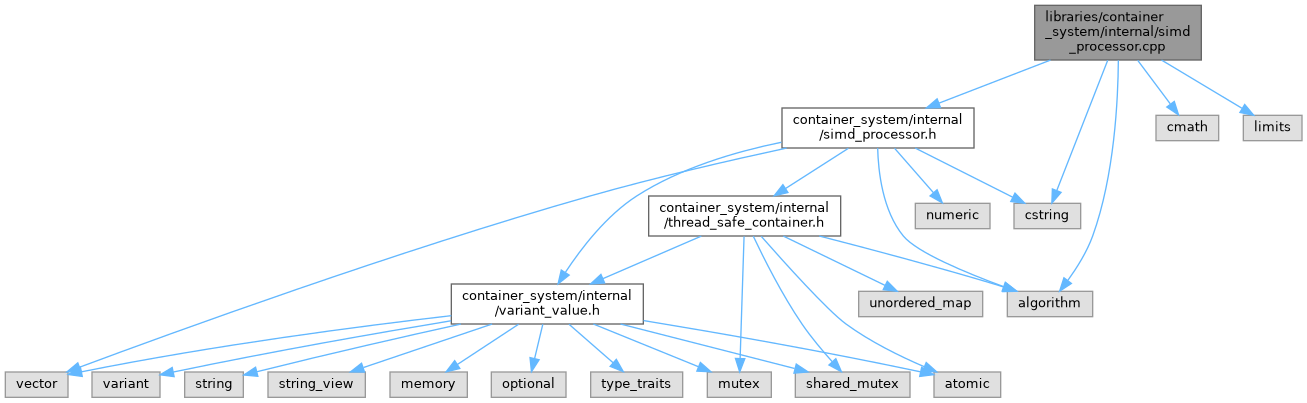 libraries/container
_system/internal/simd
_processor.cpp
container_system/internal
/simd_processor.h
cmath
limits
container_system/internal
/thread_safe_container.h
numeric
cstring
container_system/internal
/variant_value.h
unordered_map
algorithm
vector
variant
string
string_view
memory
optional
type_traits
mutex
shared_mutex
atomic